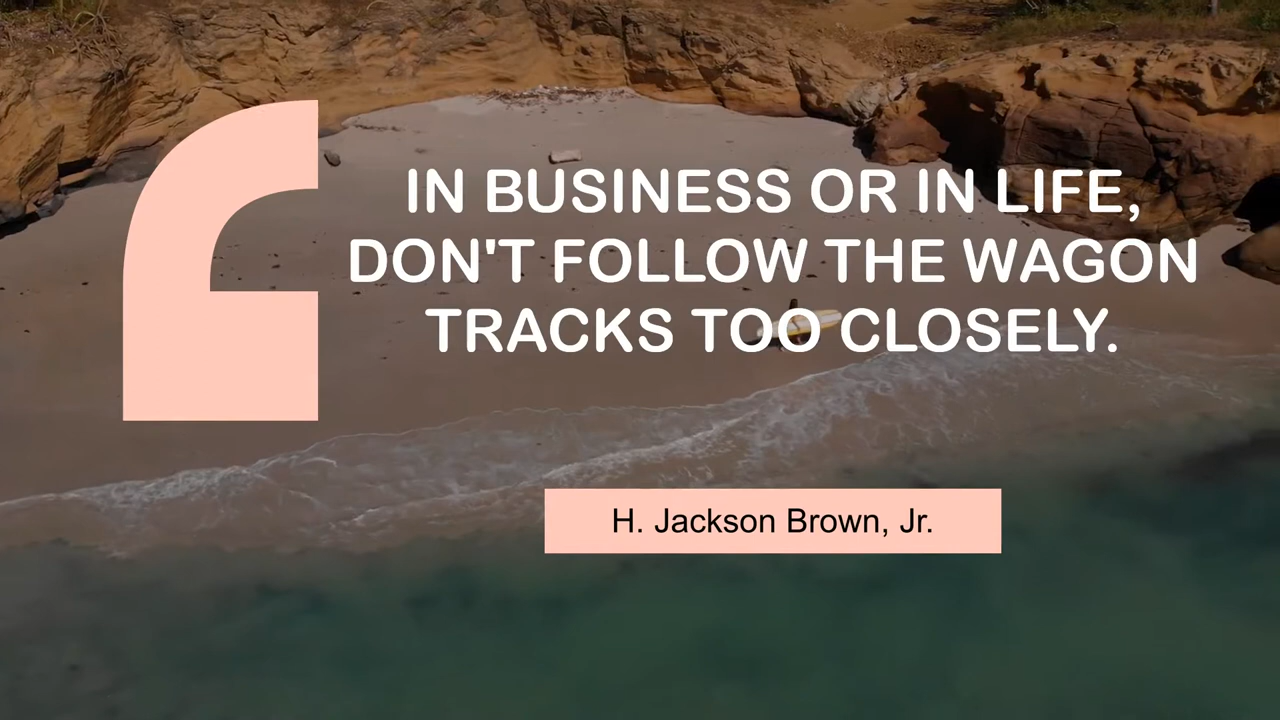 IN BUSINESS OR IN LIFE,
DON'T FOLLOW THE WAGON
TRACKS TOO CLOSELY.
H. Jackson Brown, Jr.